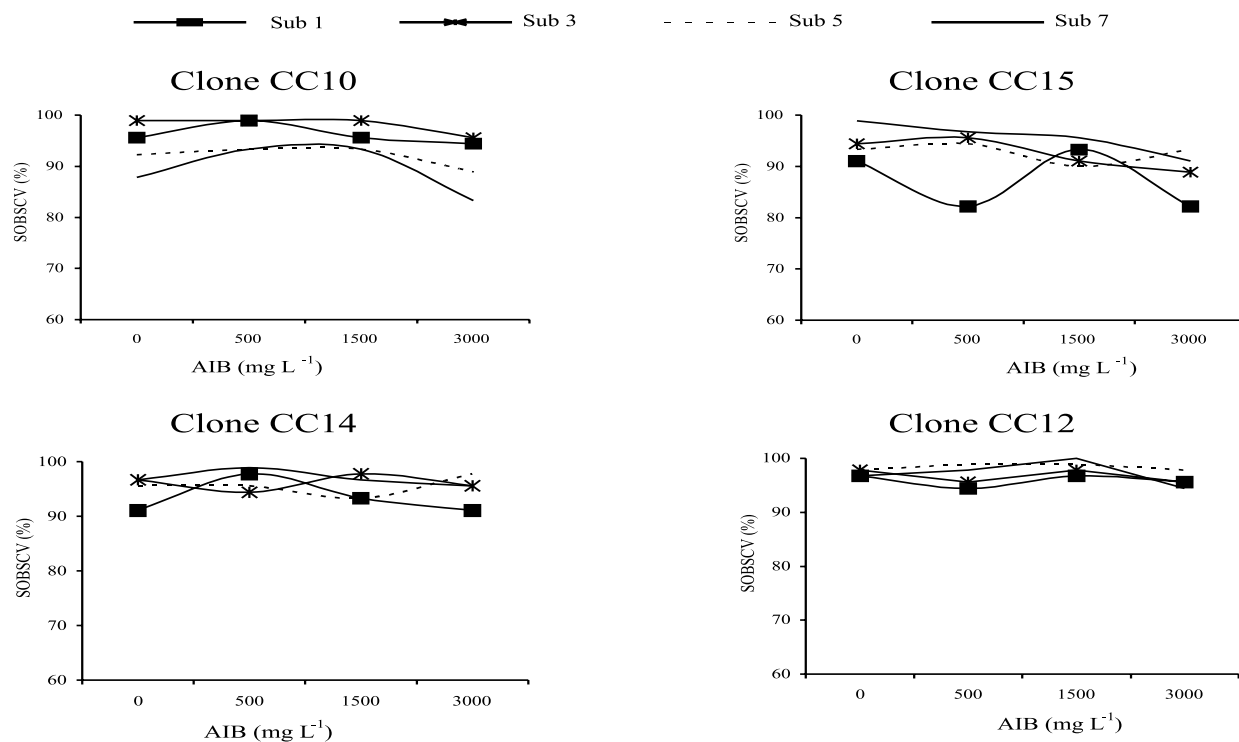 Sub 1 Sub 3 Sub 5 Sub 7
Clone CC10
100
90
80
70
60
SOBSCV (%)
0 500 1500 3000
AIB (mg L -1)
Clone CC15
100
90
80
70
60
SOBSCV (%)
0 500 1500 3000
AIB (mg L -1)
Clone CC14
100
90
80
70
60
SOBSCV (%)
0 500 1500 3000
AIB (mg L -1)
Clone CC12
100
90
80
70
60
SOBSCV (%)
0 500 1500 3000
AIB (mg L -1)